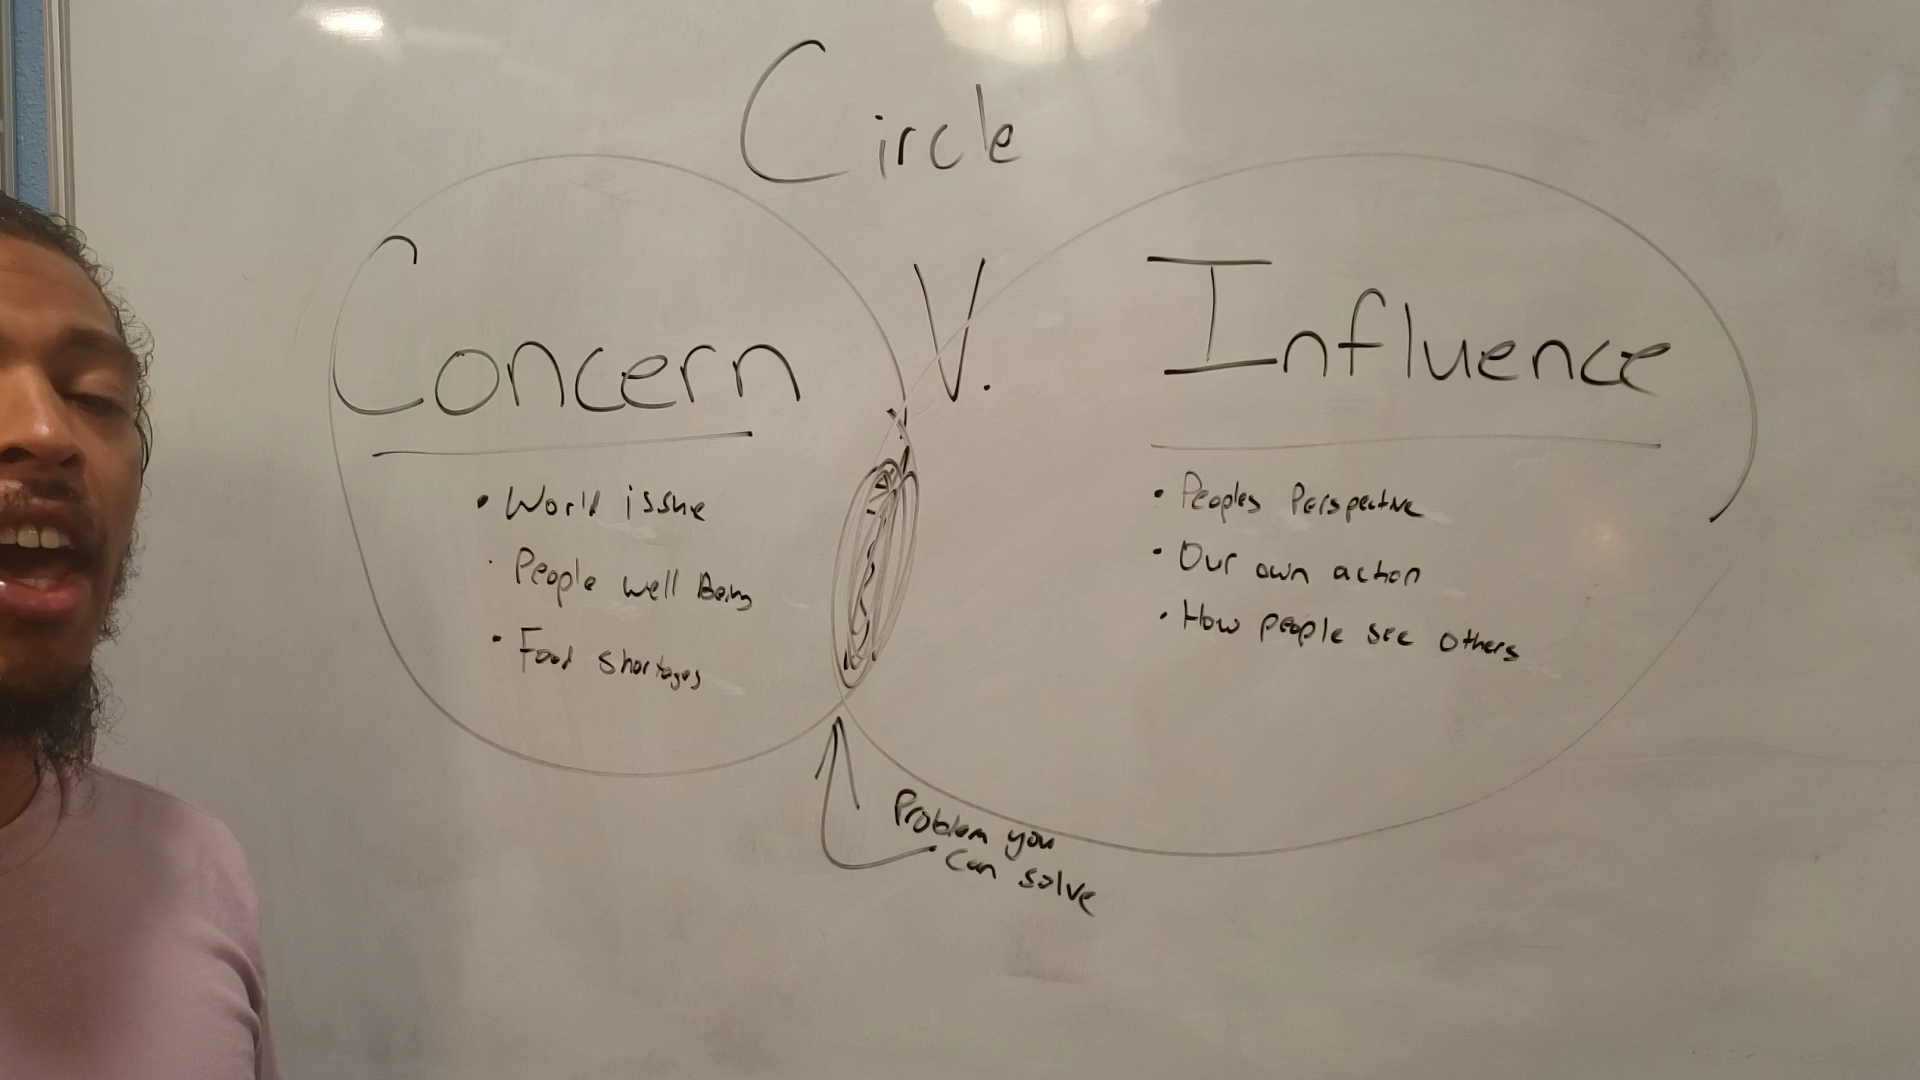 Circle
Concern V. Influence
• World issue
• People well Being
• Food shortages
• Peoples Perspective
• Our own action
• How people see others
Problem you
can solve